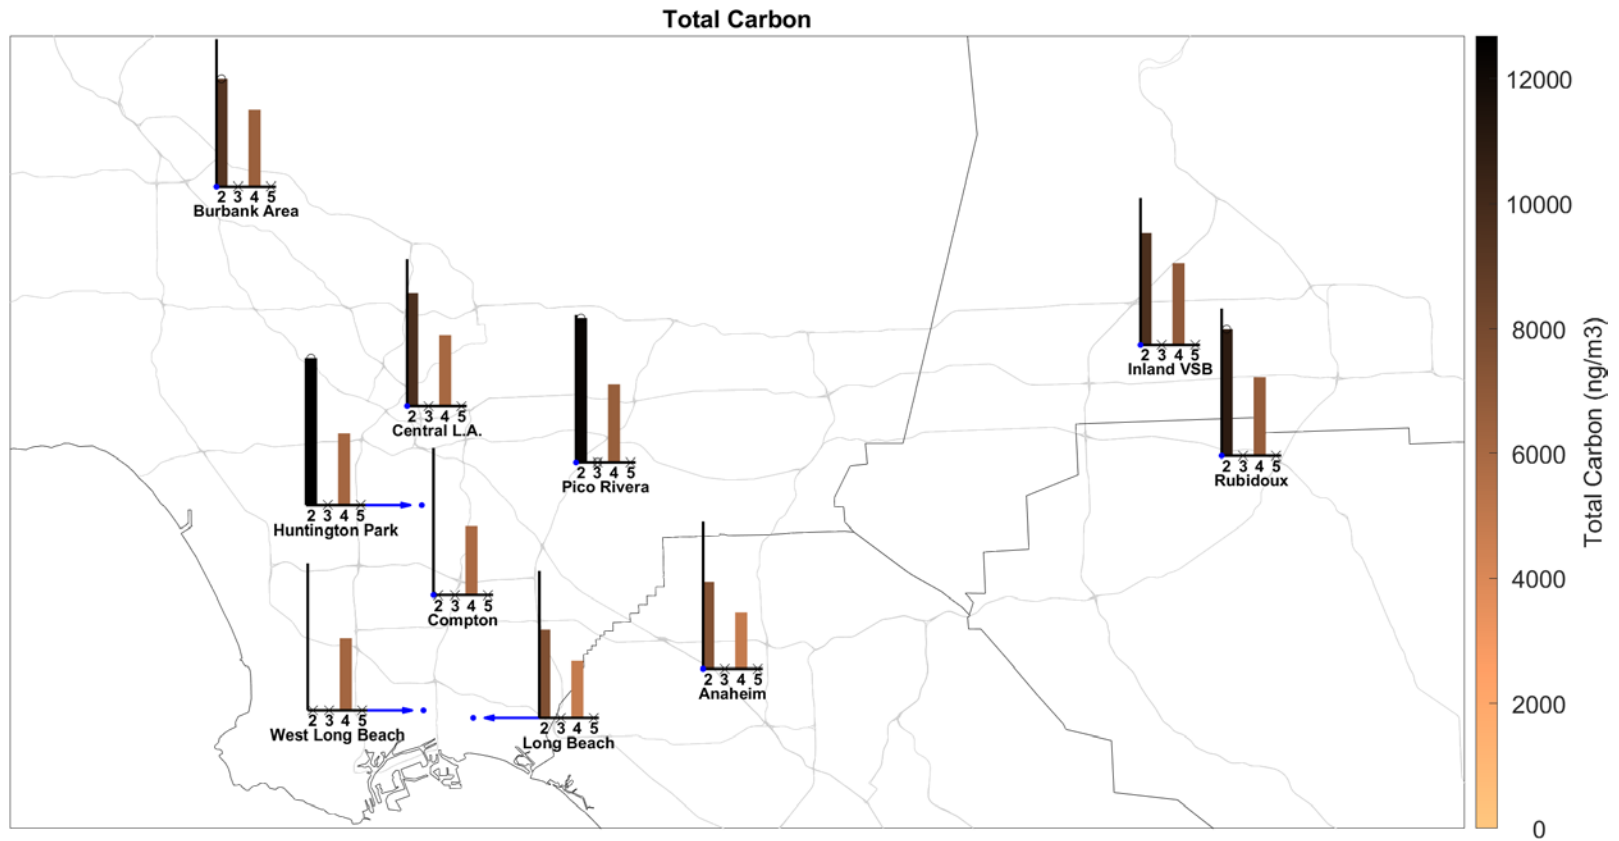 Total Carbon
12000
2 3 4 5
Burbank Area
10000
2 3 4 5
Inland VSB
8000
2 3 4 5
Central L.A.
2 3 4 5
Pico Rivera
2 3 4 5
Rubidoux
6000
2 3 4 5
Huntington Park
2 3 4 5
Compton
4000
2 3 4 5
Anaheim
2000
2 3 4 5
West Long Beach
2 3 4 5
Long Beach
0
Total Carbon (ng/m3)